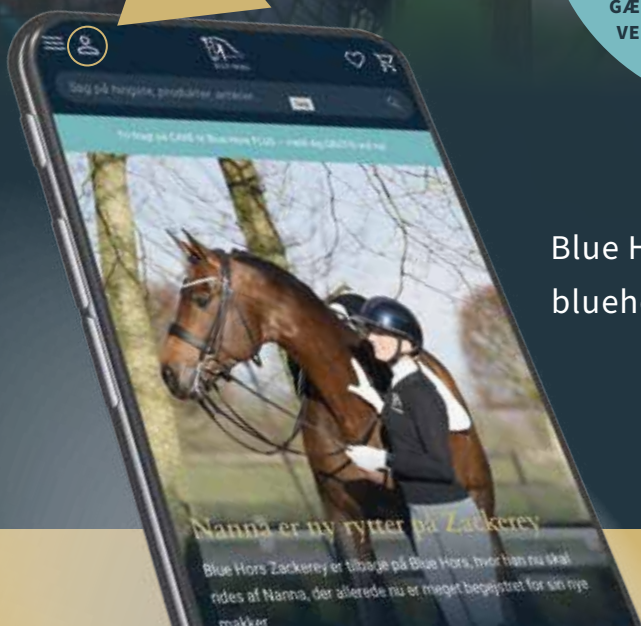 GÆ
VE
Søg på hingste, produkter, artikler...
Søg
Blue H
blueh
Nanna er ny rytter på Zackerey
Blue Hors Zackerey er tilbage på Blue Hors, hvor han nu skal
rides af Nanna, der allerede nu er meget begejstret for sin nye
makker